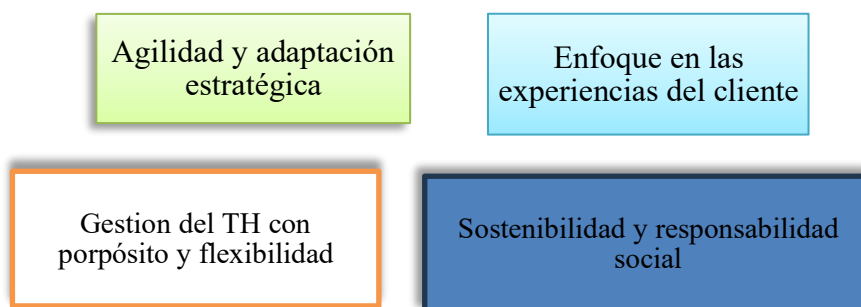 Agilidad y adaptación
estratégica
Enfoque en las
experiencias del cliente
Gestion del TH con
porpósito y flexibilidad
Sostenibilidad y responsabilidad
social